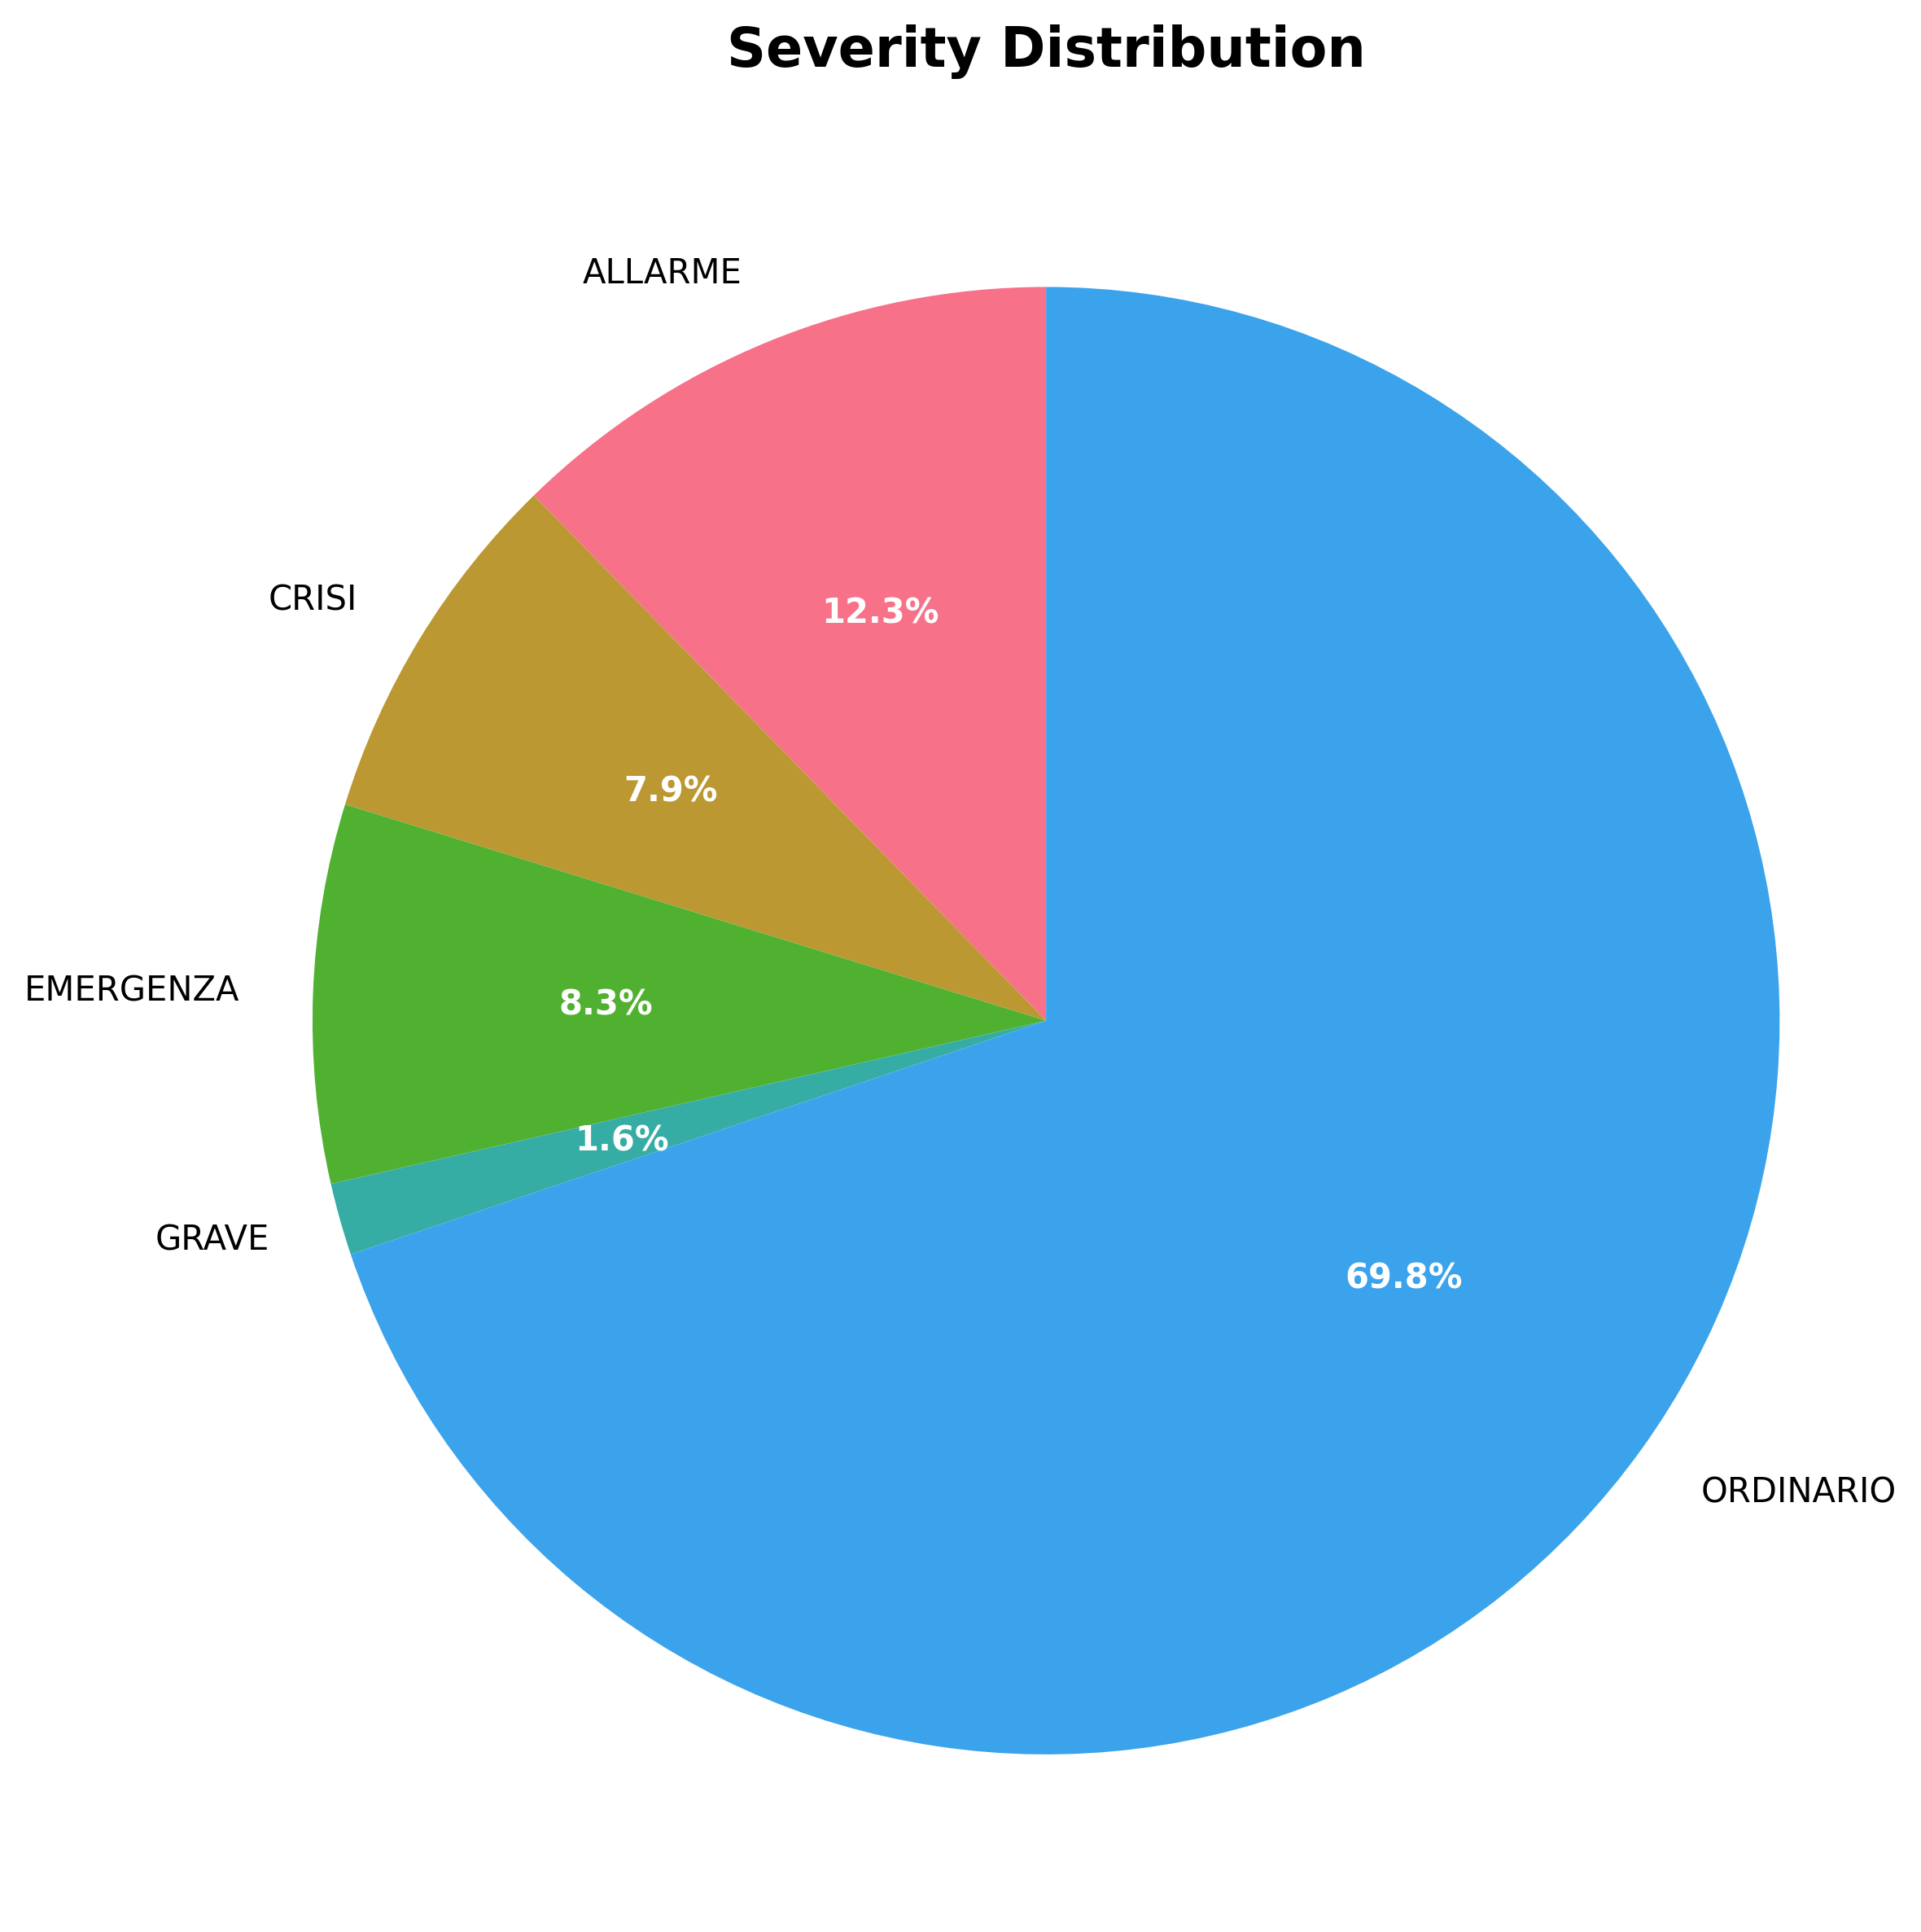 Severity Distribution
ALLARME
12.3%
CRISI
7.9%
EMERGENZA
8.3%
1.6%
GRAVE
69.8%
ORDINARIO